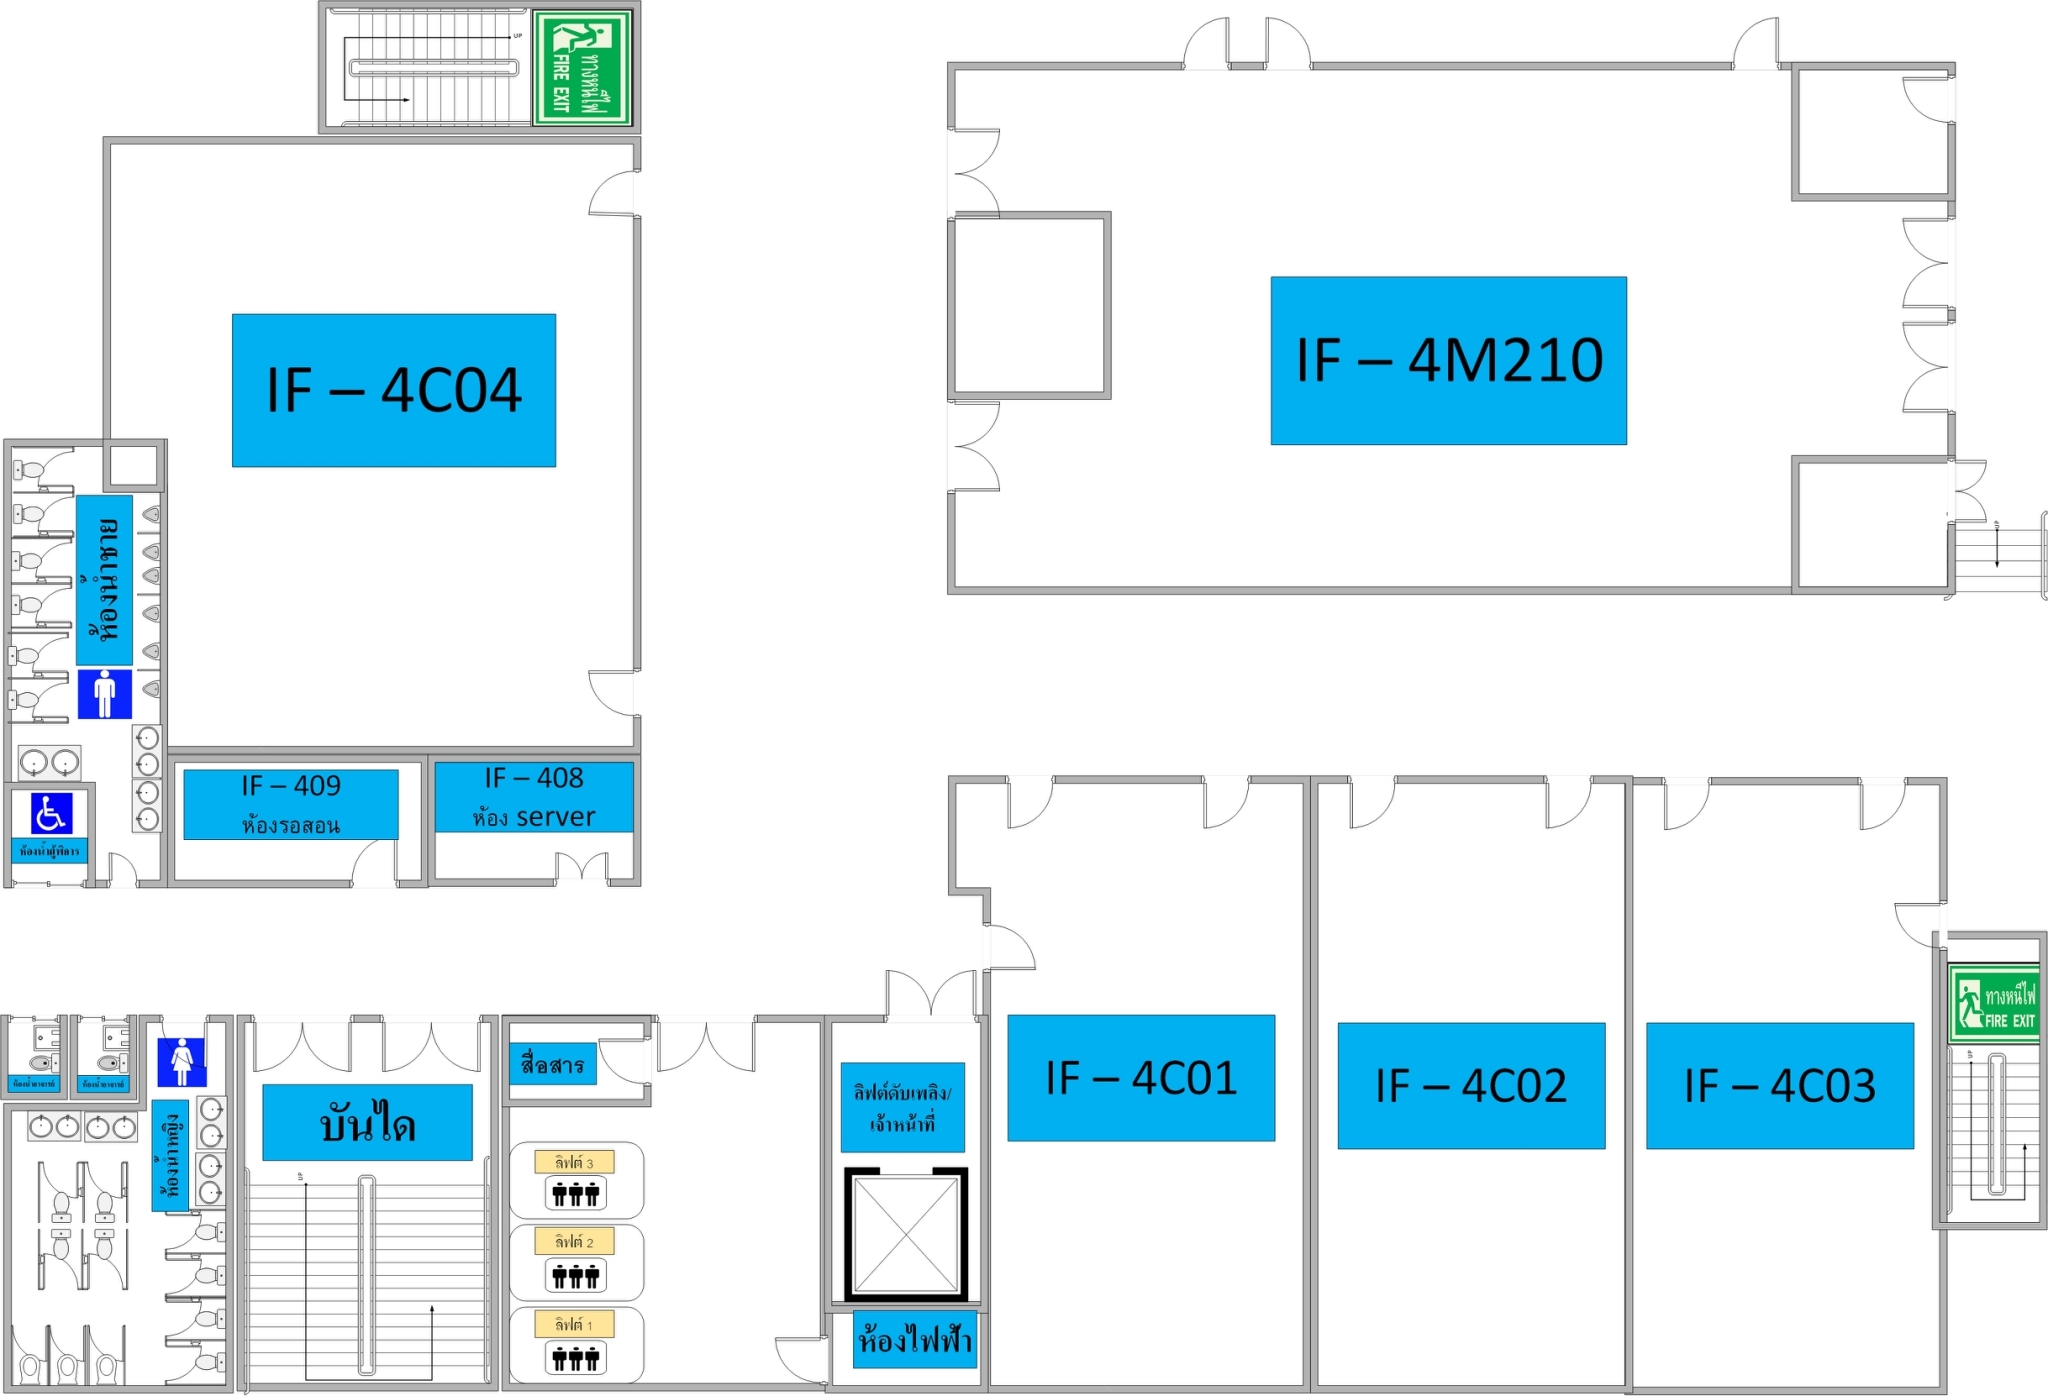 UP
ทางหนีไฟ
FIRE EXIT
IF – 4C04
IF – 4M210
ห้องน้ำชาย
UP
IF – 409
ห้องรอสอน
IF – 408
ห้อง server
ห้องน้ำผู้พิการ
ทางหนีไฟ
FIRE EXIT
UP
ห้องน้ำอาจารย์
ห้องน้ำอาจารย์
ห้องน้ำหญิง
บันได
UP
สื่อสาร
ลิฟต์ดับเพลิง/
เจ้าหน้าที่
IF – 4C01
IF – 4C02
IF – 4C03
ลิฟต์ 3
ลิฟต์ 2
ลิฟต์ 1
ห้องไฟฟ้า